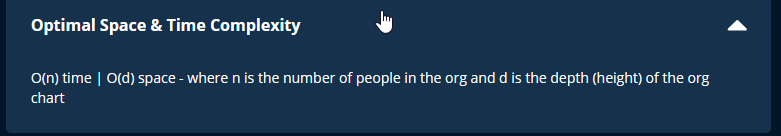 Optimal Space & Time Complexity
O(n) time | O(d) space - where n is the number of people in the org and d is the depth (height) of the org
chart